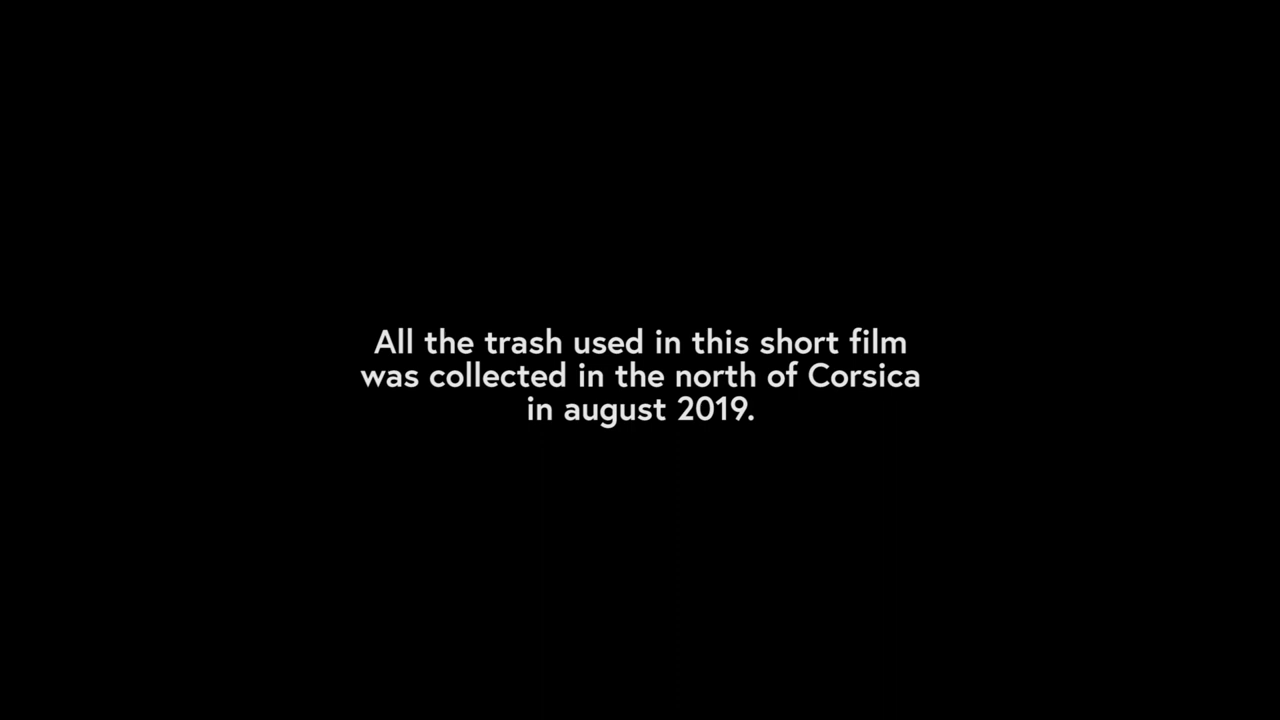 All the trash used in this short film
was collected in the north of Corsica
in august 2019.